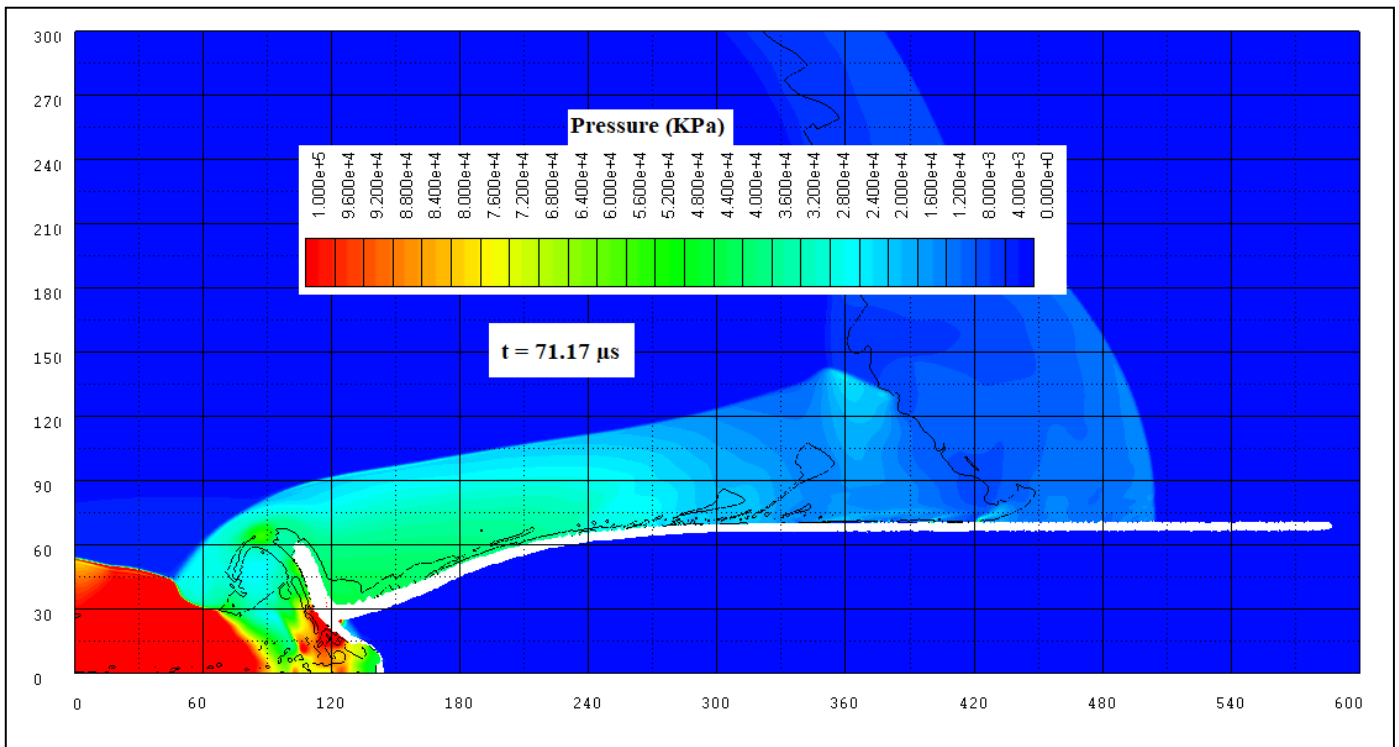 300
270
Pressure (KPa)
240
1.000e+5
9.600e+4
9.200e+4
8.800e+4
8.400e+4
8.000e+4
7.600e+4
7.200e+4
6.800e+4
6.400e+4
6.000e+4
5.600e+4
5.200e+4
4.800e+4
4.400e+4
4.000e+4
3.600e+4
3.200e+4
2.800e+4
2.400e+4
2.000e+4
1.600e+4
1.200e+4
8.000e+3
4.000e+3
0.000e+0
210
180
150
t = 71.17 µs
120
90
60
30
0
0 60 120 180 240 300 360 420 480 540 600